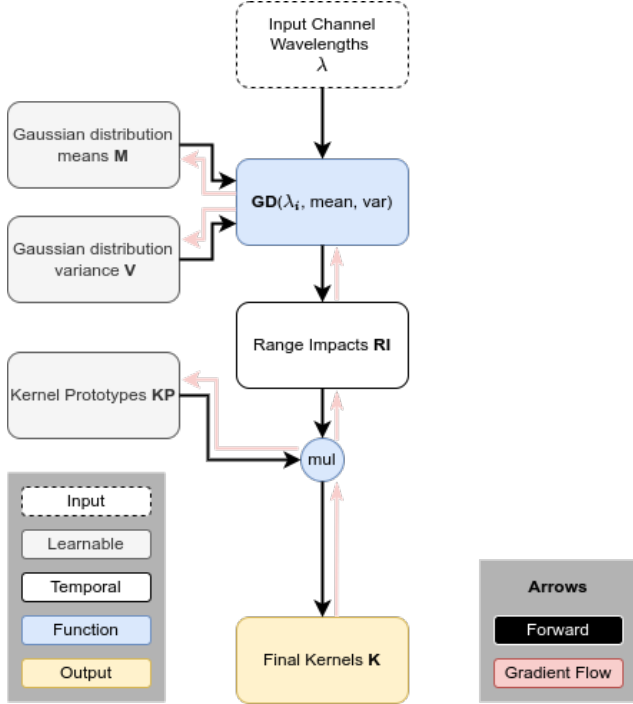 Input Channel
Wavelengths
λ
Gaussian distribution
means M
GD(λᵢ, mean, var)
Gaussian distribution
variance V
Range Impacts RI
Kernel Prototypes KP
mul
Input
Learnable
Temporal
Function
Output
Final Kernels K
Arrows
Forward
Gradient Flow